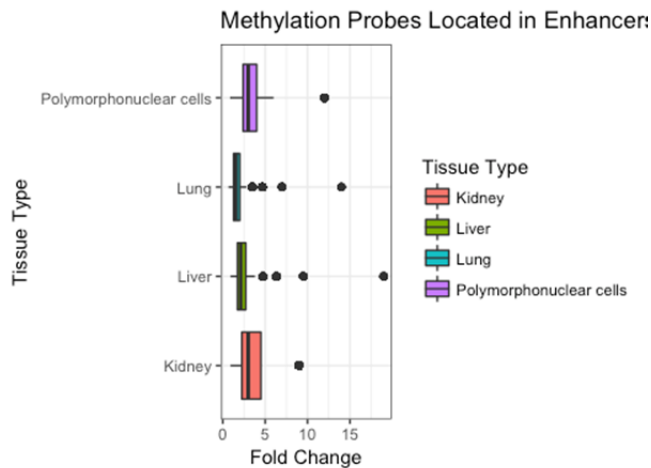 Methylation Probes Located in Enhancers
Tissue Type
Polymorphonuclear cells
Lung
Liver
Kidney
0 5 10 15
Fold Change
Tissue Type
Kidney
Liver
Lung
Polymorphonuclear cells